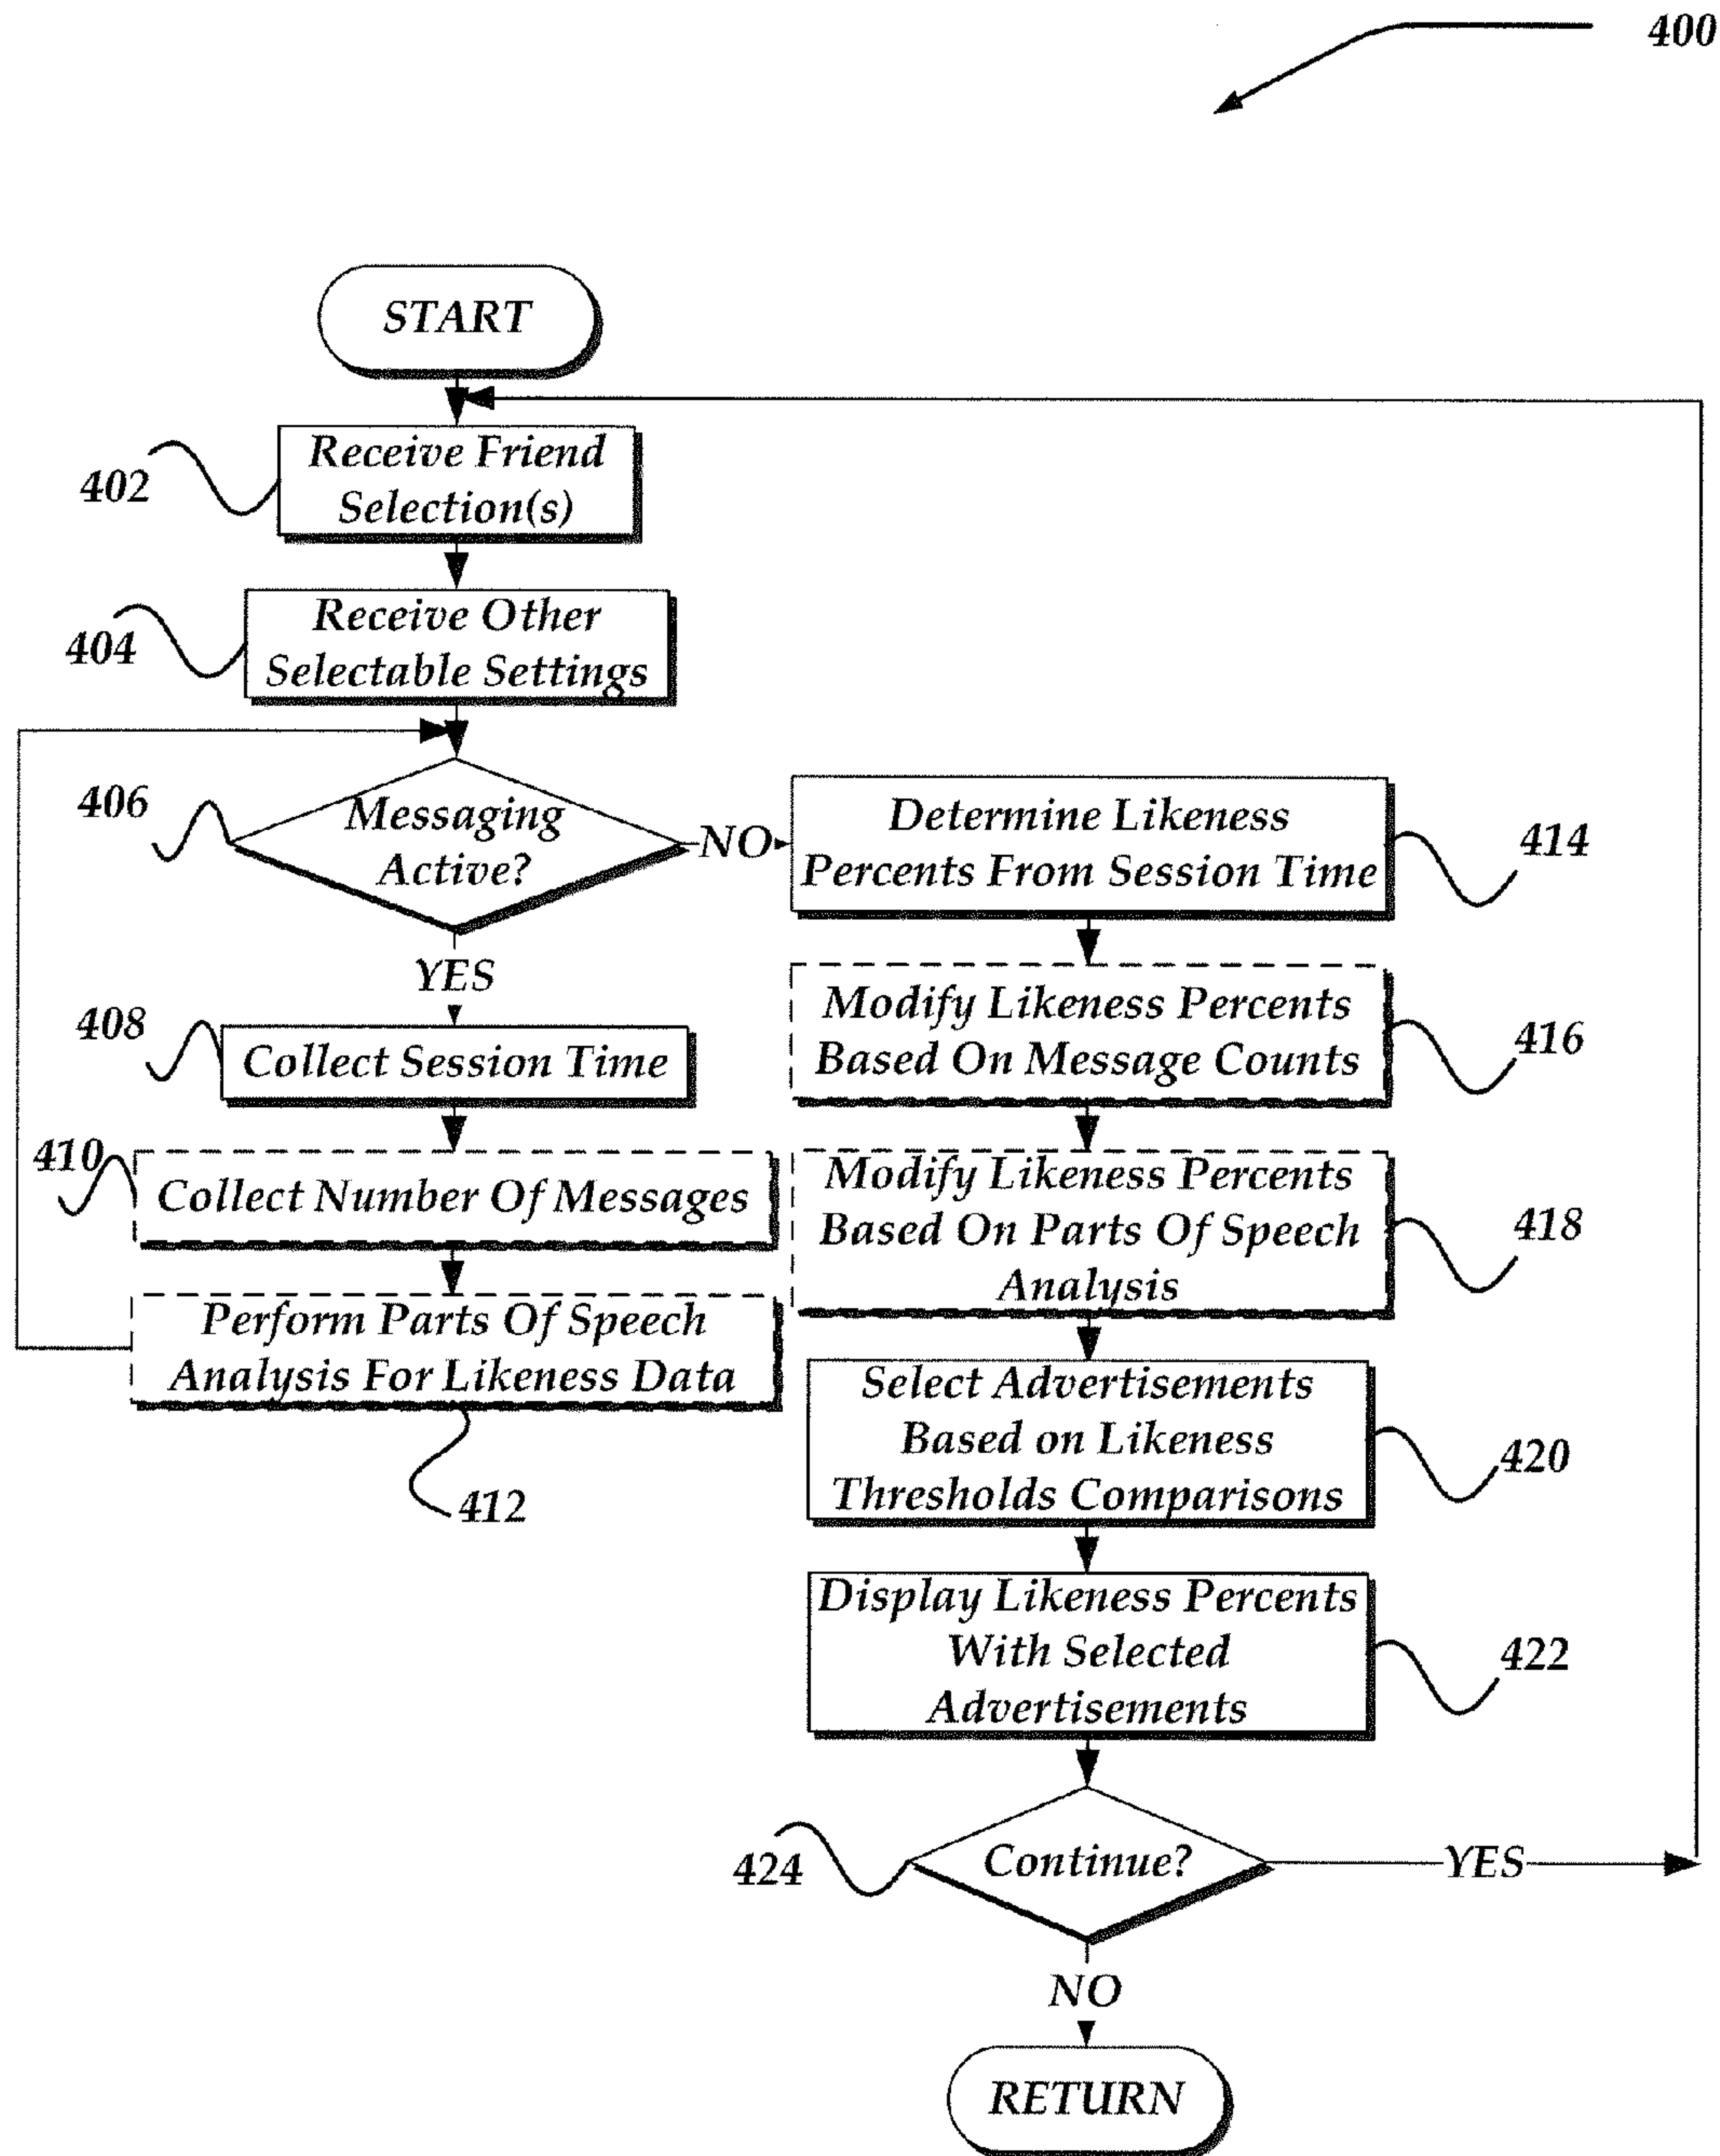 400
START
402
Receive Friend
Selection(s)
404
Receive Other
Selectable Settings
406
Messaging
Active?
NO
YES
408
Collect Session Time
410
Collect Number Of Messages
Perform Parts Of Speech
Analysis For Likeness Data
412
Determine Likeness
Percents From Session Time
414
Modify Likeness Percents
Based On Message Counts
416
Modify Likeness Percents
Based On Parts Of Speech
Analysis
418
Select Advertisements
Based on Likeness
Thresholds Comparisons
420
Display Likeness Percents
With Selected
Advertisements
422
424
Continue?
YES
NO
RETURN